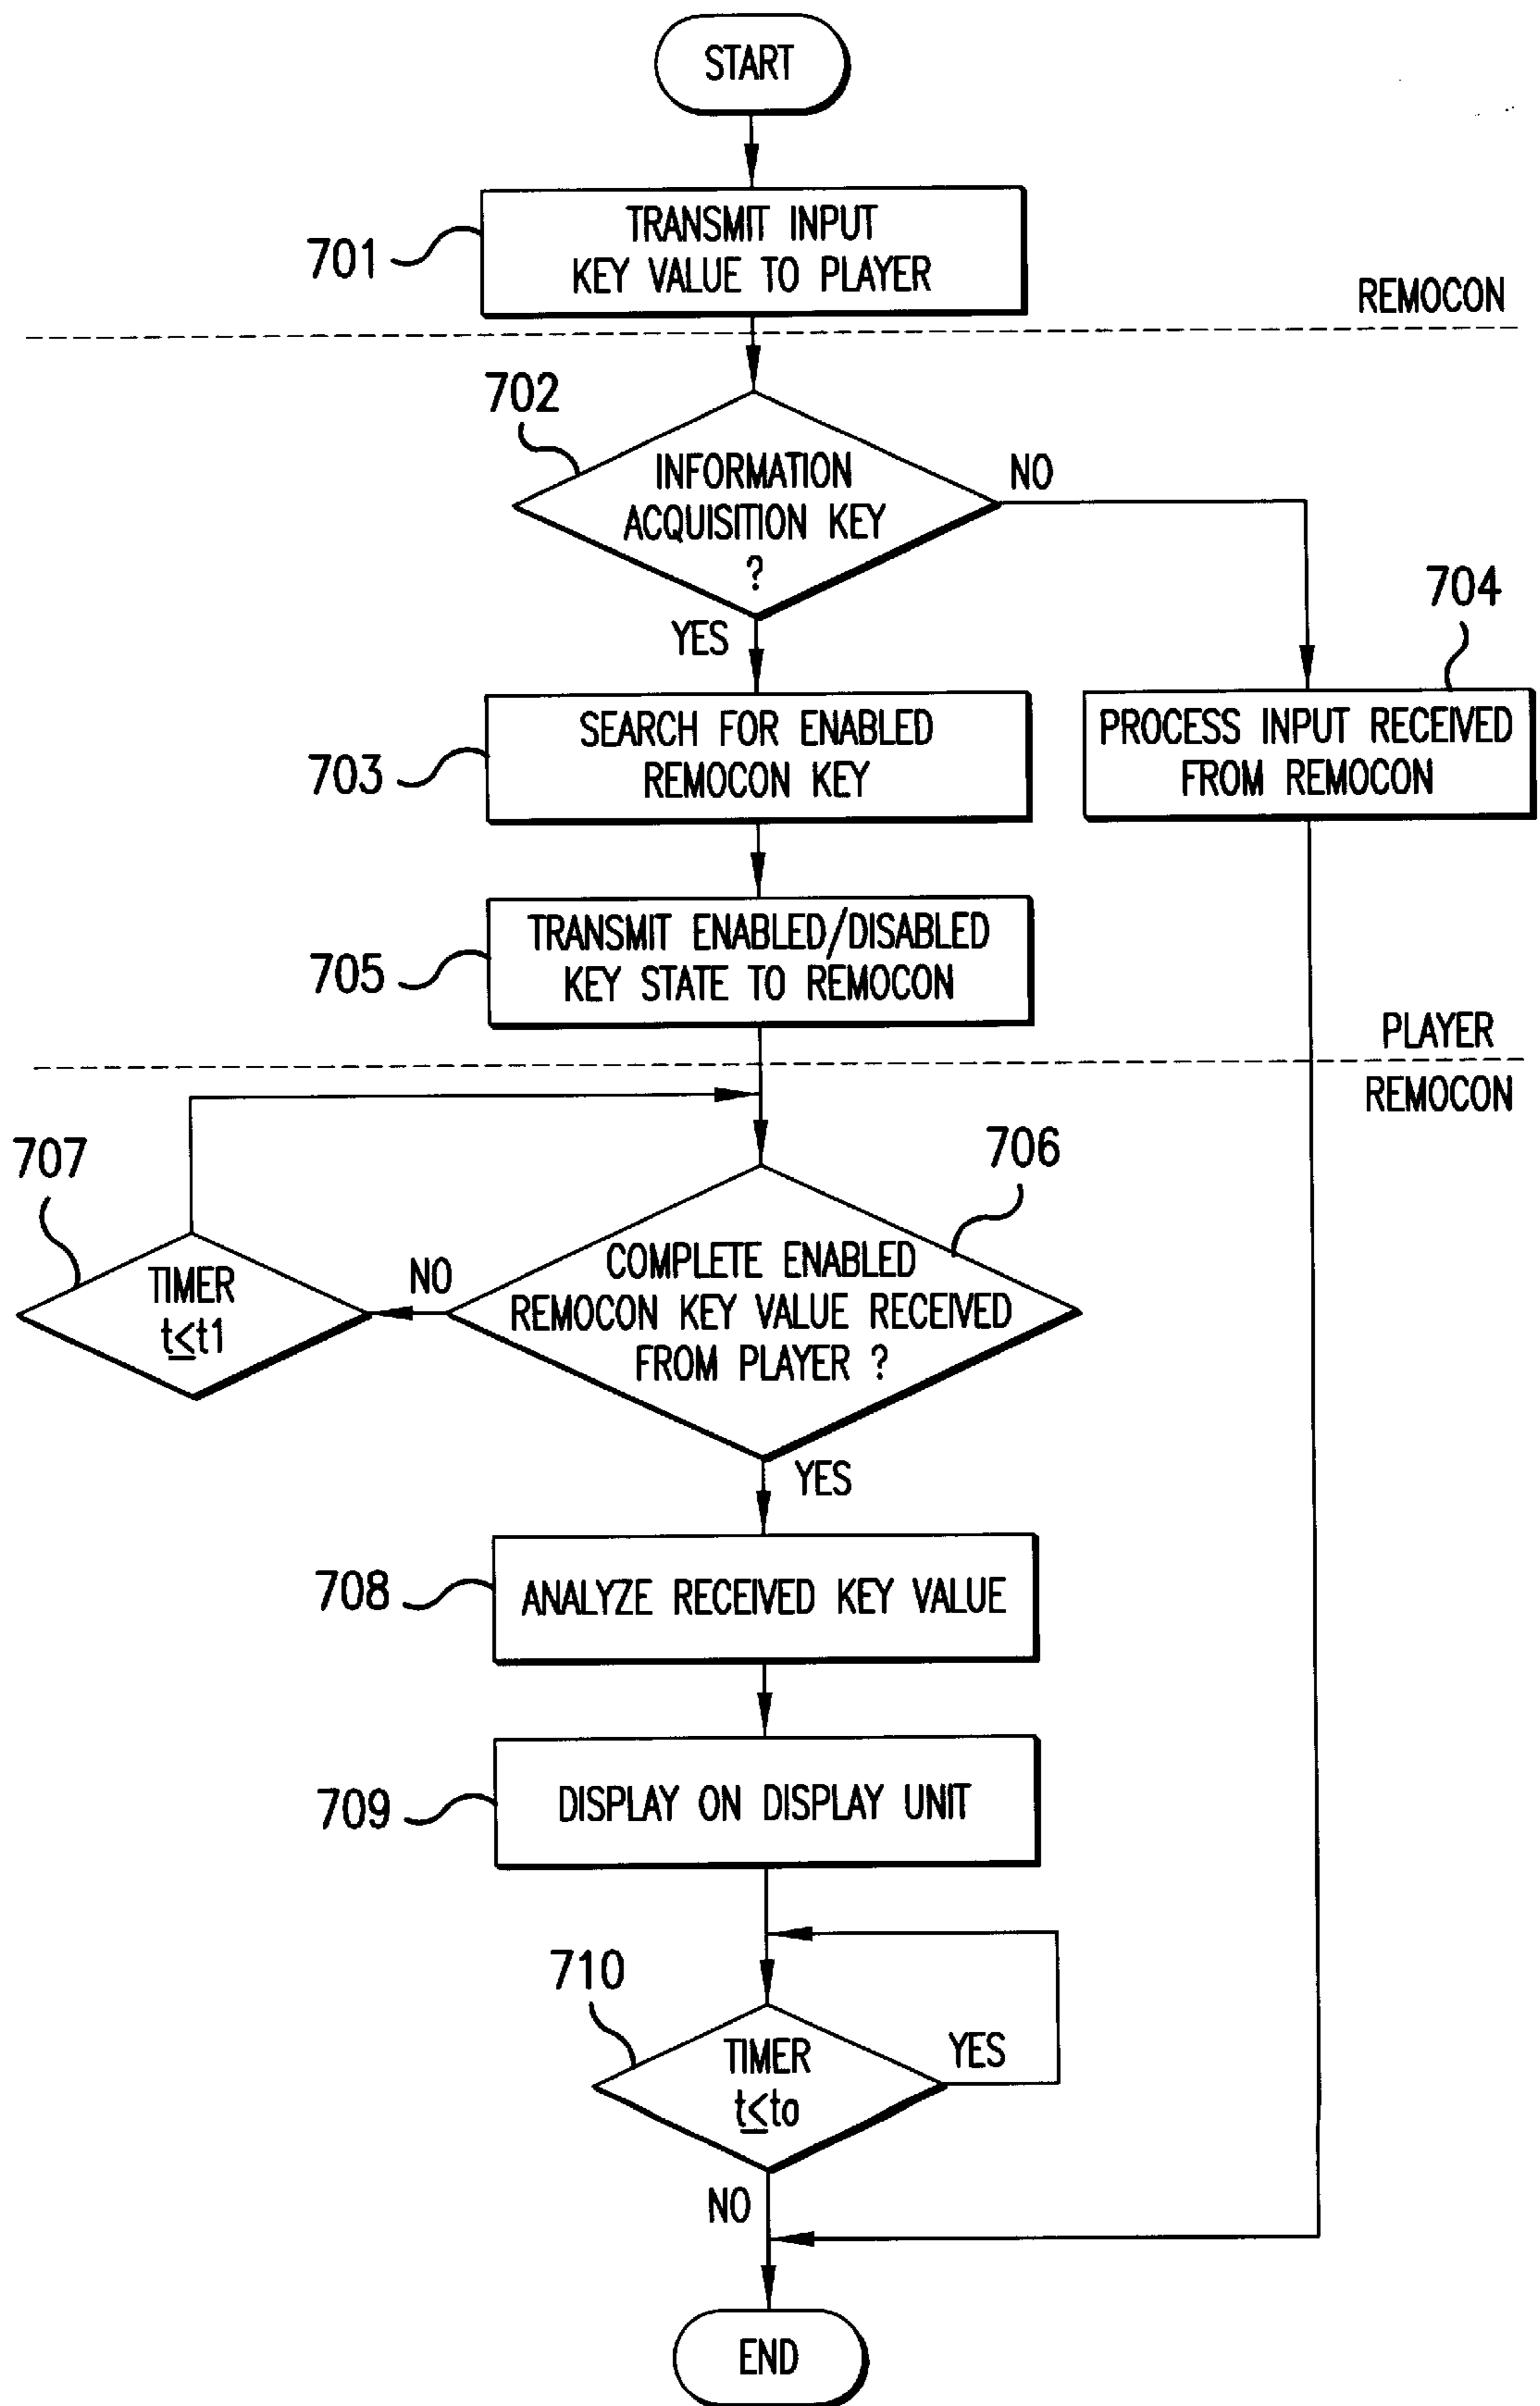 START
701
TRANSMIT INPUT
KEY VALUE TO PLAYER
REMOCON
702
INFORMATION
ACQUISITION KEY
?
NO
YES
704
703
SEARCH FOR ENABLED
REMOCON KEY
PROCESS INPUT RECEIVED
FROM REMOCON
705
TRANSMIT ENABLED/DISABLED
KEY STATE TO REMOCON
PLAYER
REMOCON
707
706
TIMER
t≤t1
NO
COMPLETE ENABLED
REMOCON KEY VALUE RECEIVED
FROM PLAYER ?
YES
708
ANALYZE RECEIVED KEY VALUE
709
DISPLAY ON DISPLAY UNIT
710
TIMER
t≤to
YES
NO
END